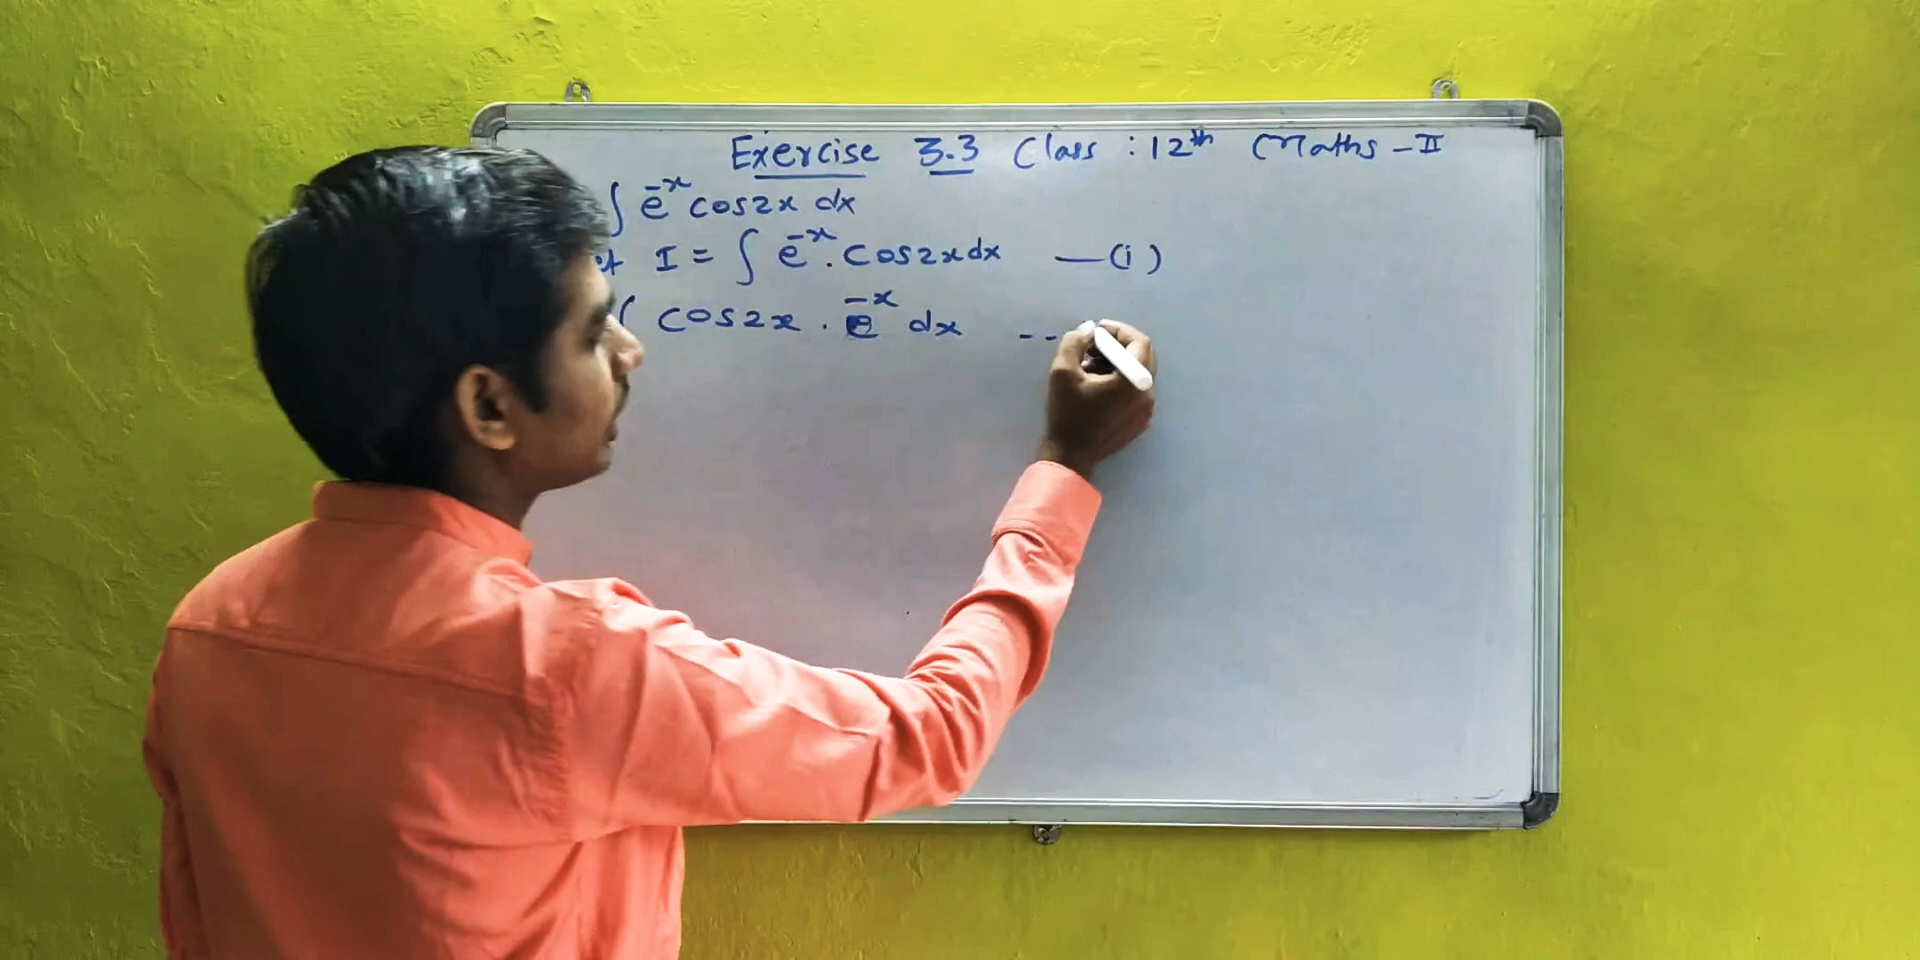 Exercise 3.3 Class : 12th Maths - II
∫ e^-x cos2x dx
I = ∫ e^-x . cos2x dx —(i)
cos2x . e^-x dx --